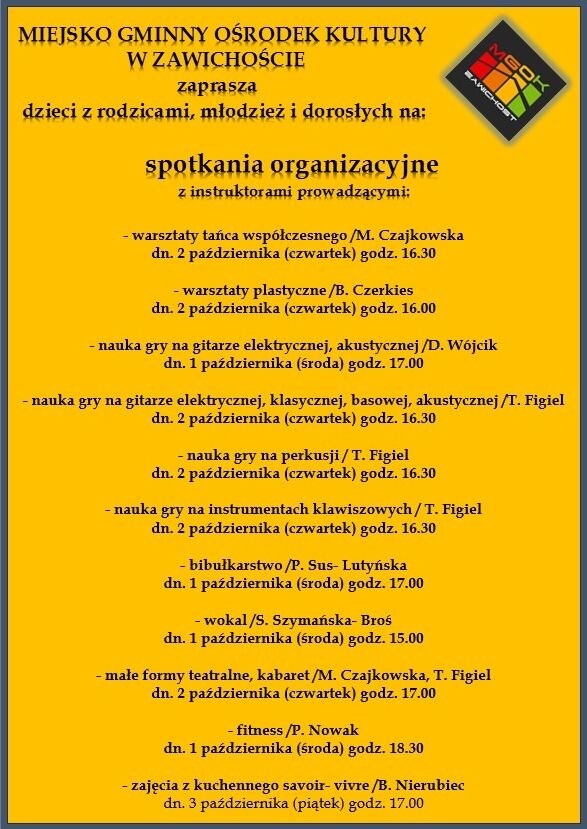 MIEJSKO GMINNY OŚRODEK KULTURY
W ZAWICHOŚCIE
zaprasza
dzieci z rodzicami, młodzież i dorosłych na:
MGOK
ZAWICHOST
spotkania organizacyjne
z instruktorami prowadzącymi:
- warsztaty tańca współczesnego /M. Czajkowska
dn. 2 października (czwartek) godz. 16.30
- warsztaty plastyczne /B. Czerkies
dn. 2 października (czwartek) godz. 16.00
- nauka gry na gitarze elektrycznej, akustycznej /D. Wójcik
dn. 1 października (środa) godz. 17.00
- nauka gry na gitarze elektrycznej, klasycznej, basowej, akustycznej /T. Figiel
dn. 2 października (czwartek) godz. 16.30
- nauka gry na perkusji / T. Figiel
dn. 2 października (czwartek) godz. 16.30
- nauka gry na instrumentach klawiszowych / T. Figiel
dn. 2 października (czwartek) godz. 16.30
- bibułkarstwo /P. Sus- Lutyńska
dn. 1 października (środa) godz. 17.00
- wokal /S. Szymańska- Broś
dn. 1 października (środa) godz. 15.00
- małe formy teatralne, kabaret /M. Czajkowska, T. Figiel
dn. 2 października (czwartek) godz. 17.00
- fitness /P. Nowak
dn. 1 października (środa) godz. 18.30
- zajęcia z kuchennego savoir- vivre /B. Nierubiec
dn. 3 października (piątek) godz. 17.00